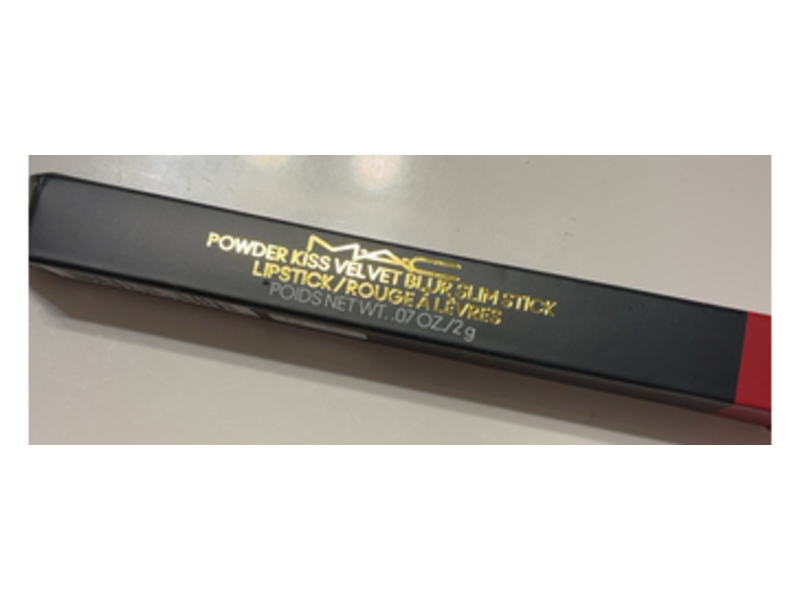 MAC
POWDER KISS VELVET BLUR SLIM STICK
LIPSTICK/ROUGE À LÈVRES
POIDS NET WT. .07 OZ./2 g